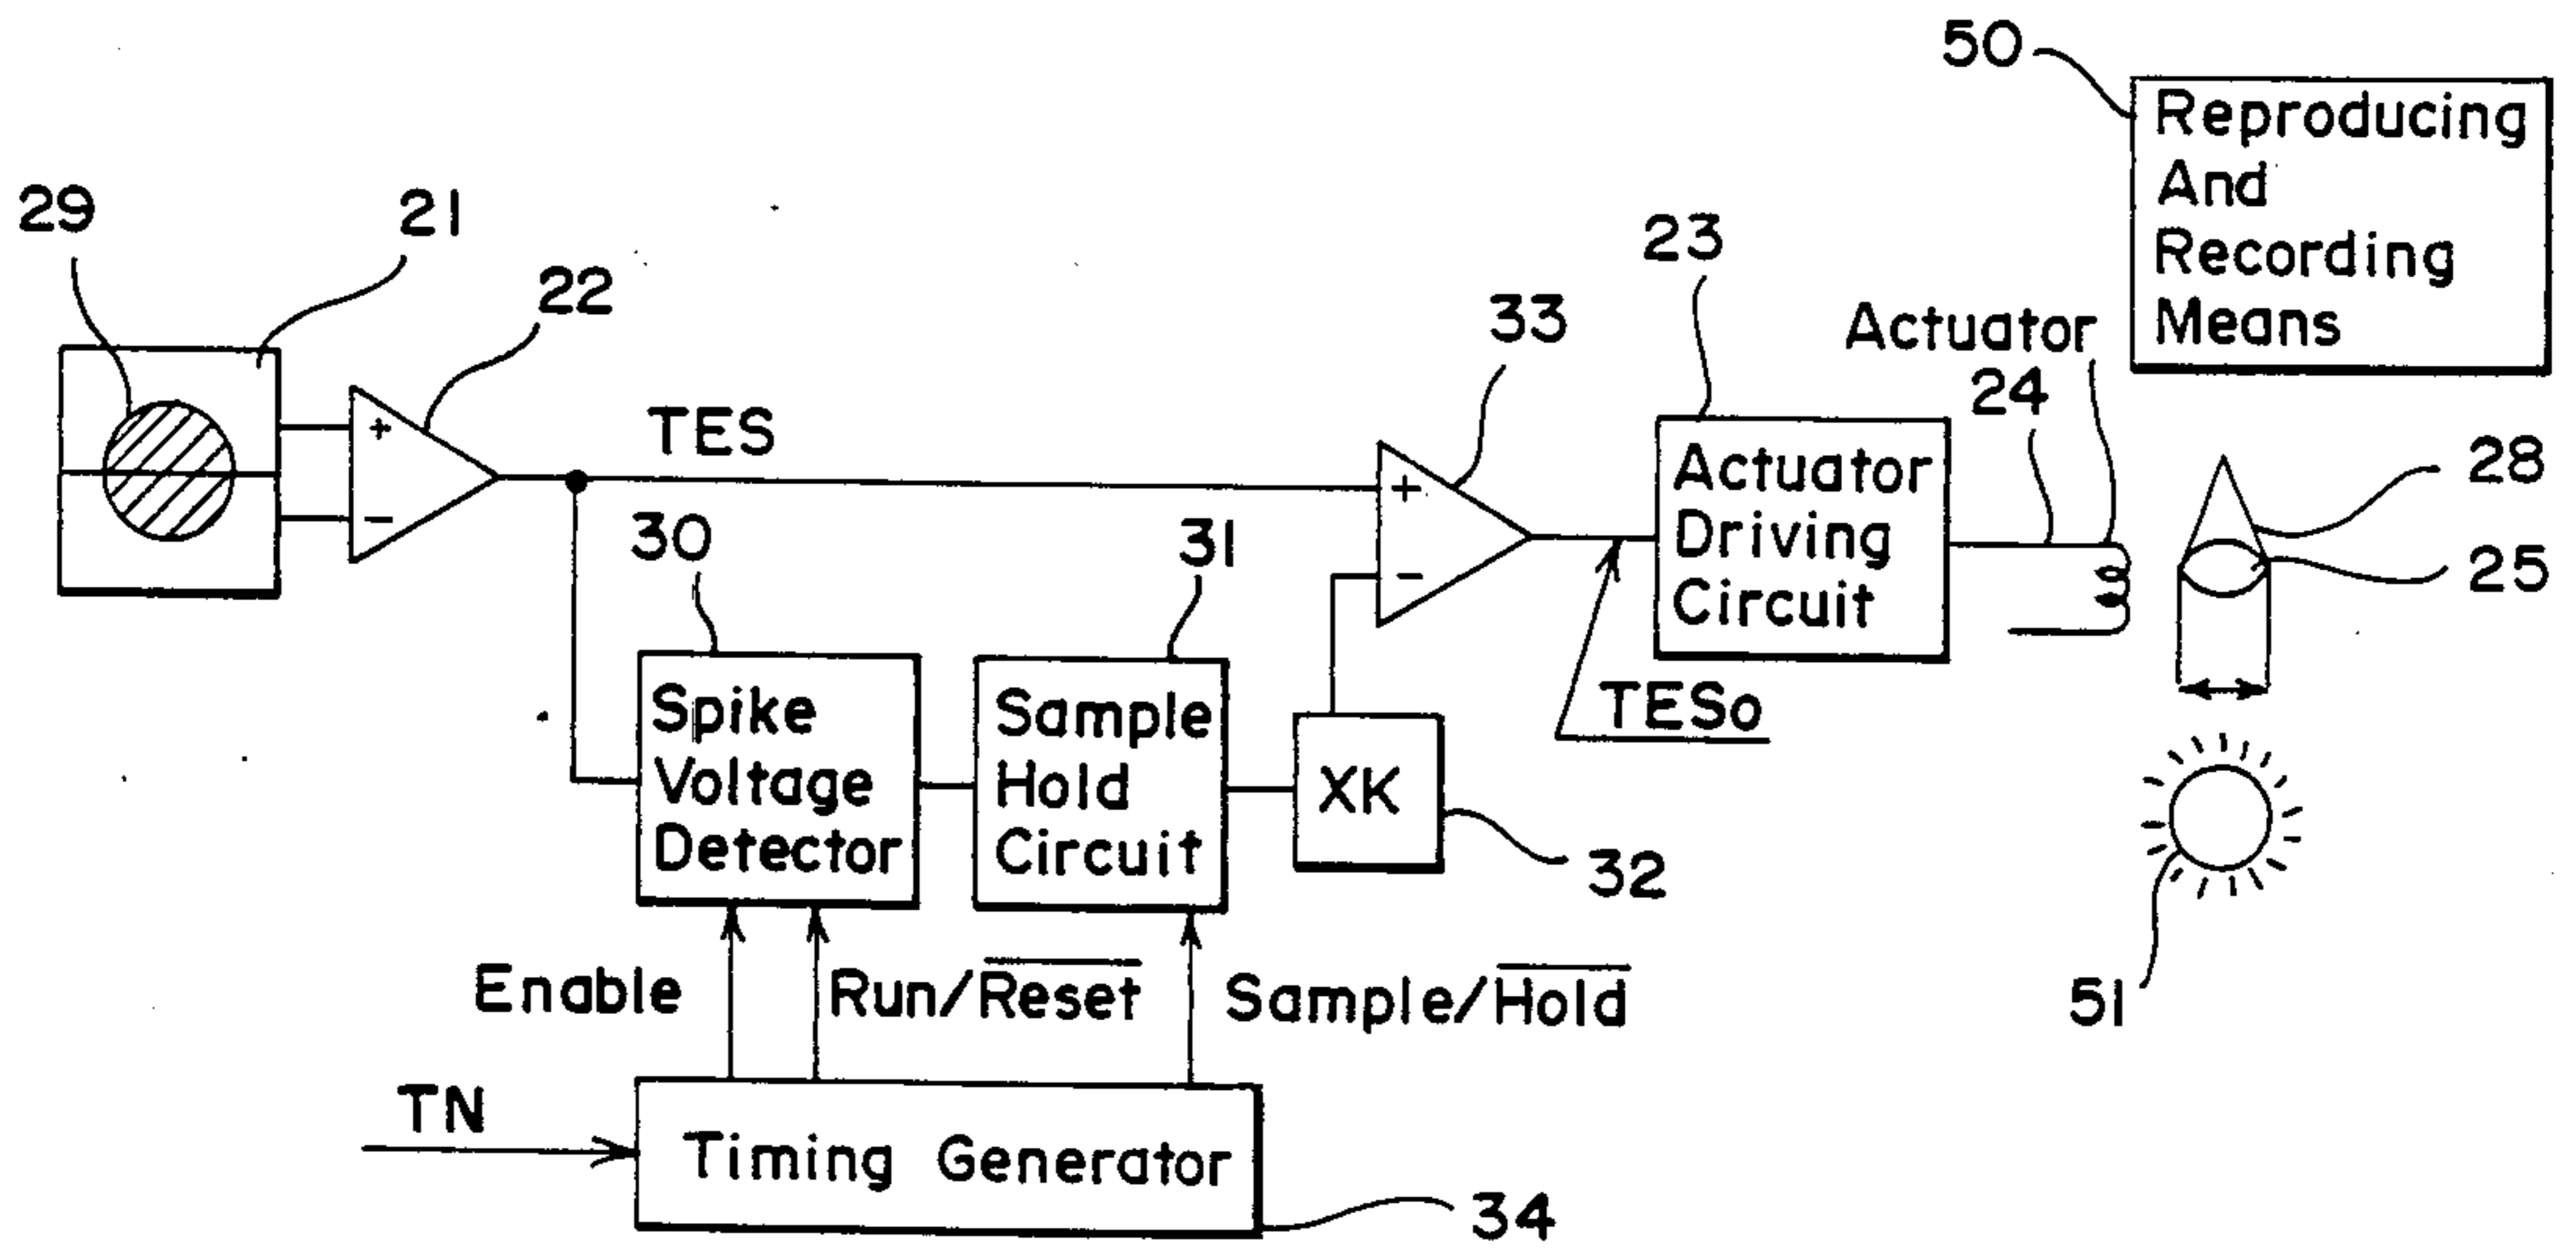 50
Reproducing
And
Recording
Means
29
21
22
23
33
Actuator
24
TES
+
−
+
−
Actuator
Driving
Circuit
28
25
30
31
Spike
Voltage
Detector
Sample
Hold
Circuit
XK
TESo
32
51
Enable
Run/Reset
Sample/Hold
TN
Timing Generator
34